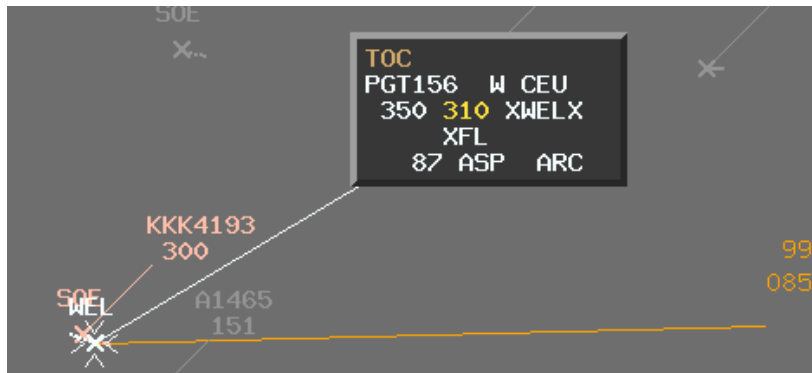 SOE
TOC
PGT156 W CEU
350 310 XWELX
XFL
87 ASP ARC
KKK4193
300
99
085
SOE
WEL
A1465
151